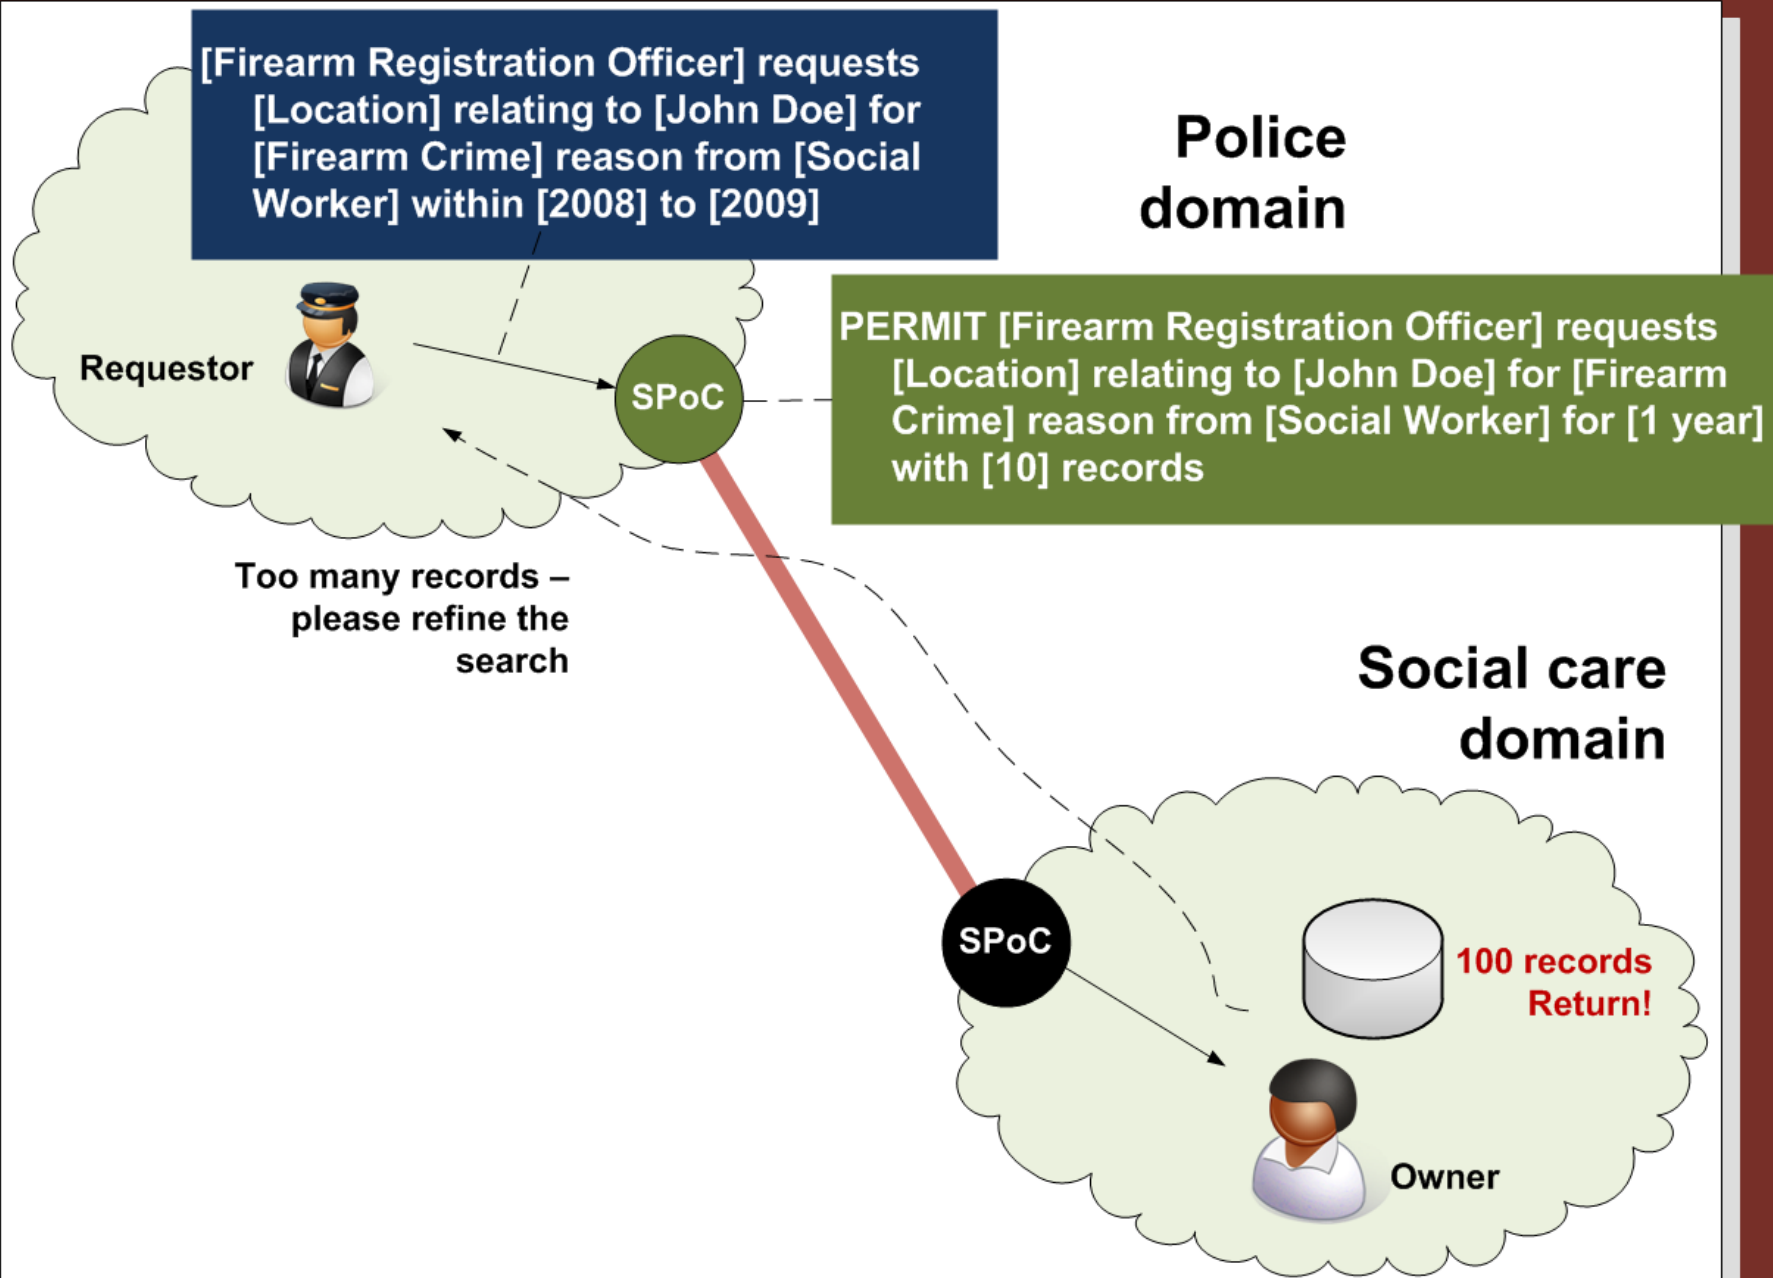 [Firearm Registration Officer] requests
[Location] relating to [John Doe] for
[Firearm Crime] reason from [Social
Worker] within [2008] to [2009]
Police
domain
PERMIT [Firearm Registration Officer] requests
[Location] relating to [John Doe] for [Firearm
Crime] reason from [Social Worker] for [1 year]
with [10] records
Requestor
SPoC
Too many records –
please refine the
search
Social care
domain
SPoC
100 records
Return!
Owner